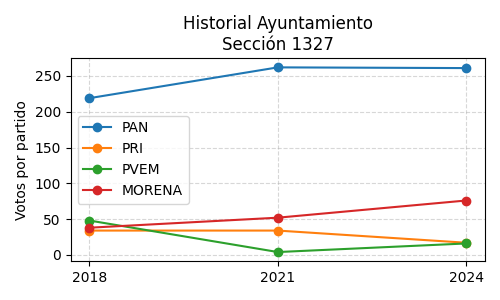 Historial Ayuntamiento
Sección 1327
Votos por partido
250
200
150
100
50
0
PAN
PRI
PVEM
MORENA
2018
2021
2024